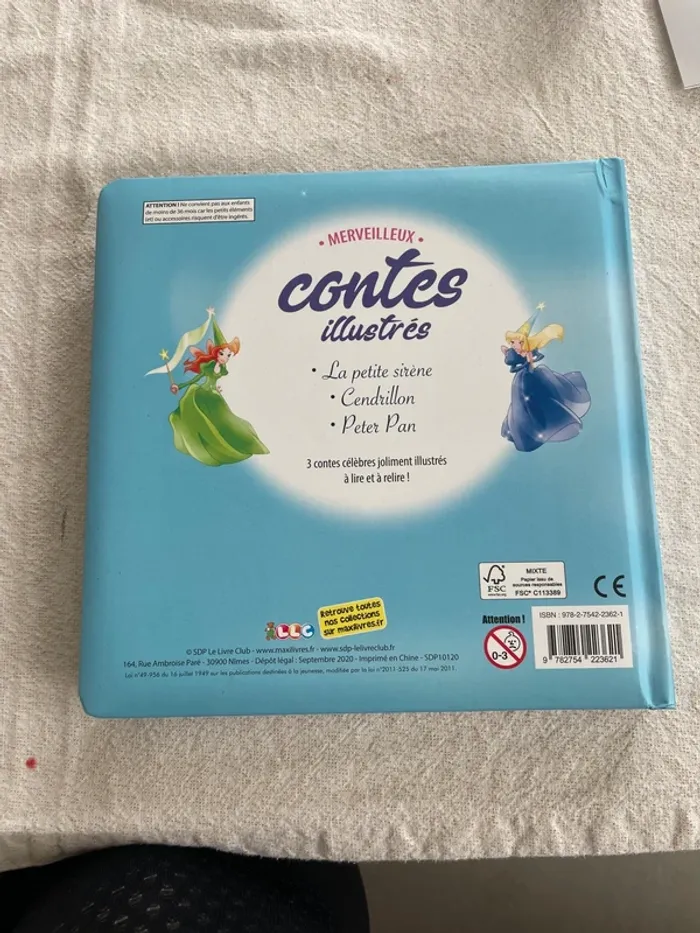 ATTENTION ! Ne convient pas aux enfants
de moins de 36 mois car les petits éléments
(et) ou accessoires risquent d'être ingérés.
• MERVEILLEUX •
contes
illustrés
• La petite sirène
• Cendrillon
• Peter Pan
3 contes célèbres joliment illustrés
à lire et à relire !
FSC
www.fsc.org
MIXTE
Papier issu de
sources responsables
FSC® C113389
CE
LLC
Retrouve toutes
nos collections
sur maxilivres.fr
Attention !
0-3
ISBN : 978-2-7542-2362-1
9 782754 223621
© SDP Le Livre Club - www.maxilivres.fr - www.sdp-lelivreclub.fr
164, Rue Ambroise Paré - 30900 Nîmes - Dépôt légal : Septembre 2020 - Imprimé en Chine - SDP10120
Loi n°49-956 du 16 juillet 1949 sur les publications destinées à la jeunesse, modifiée par la loi n°2011-525 du 17 mai 2011.